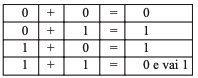 0 + 0 = 0
0 + 1 = 1
1 + 0 = 1
1 + 1 = 0 e vai 1